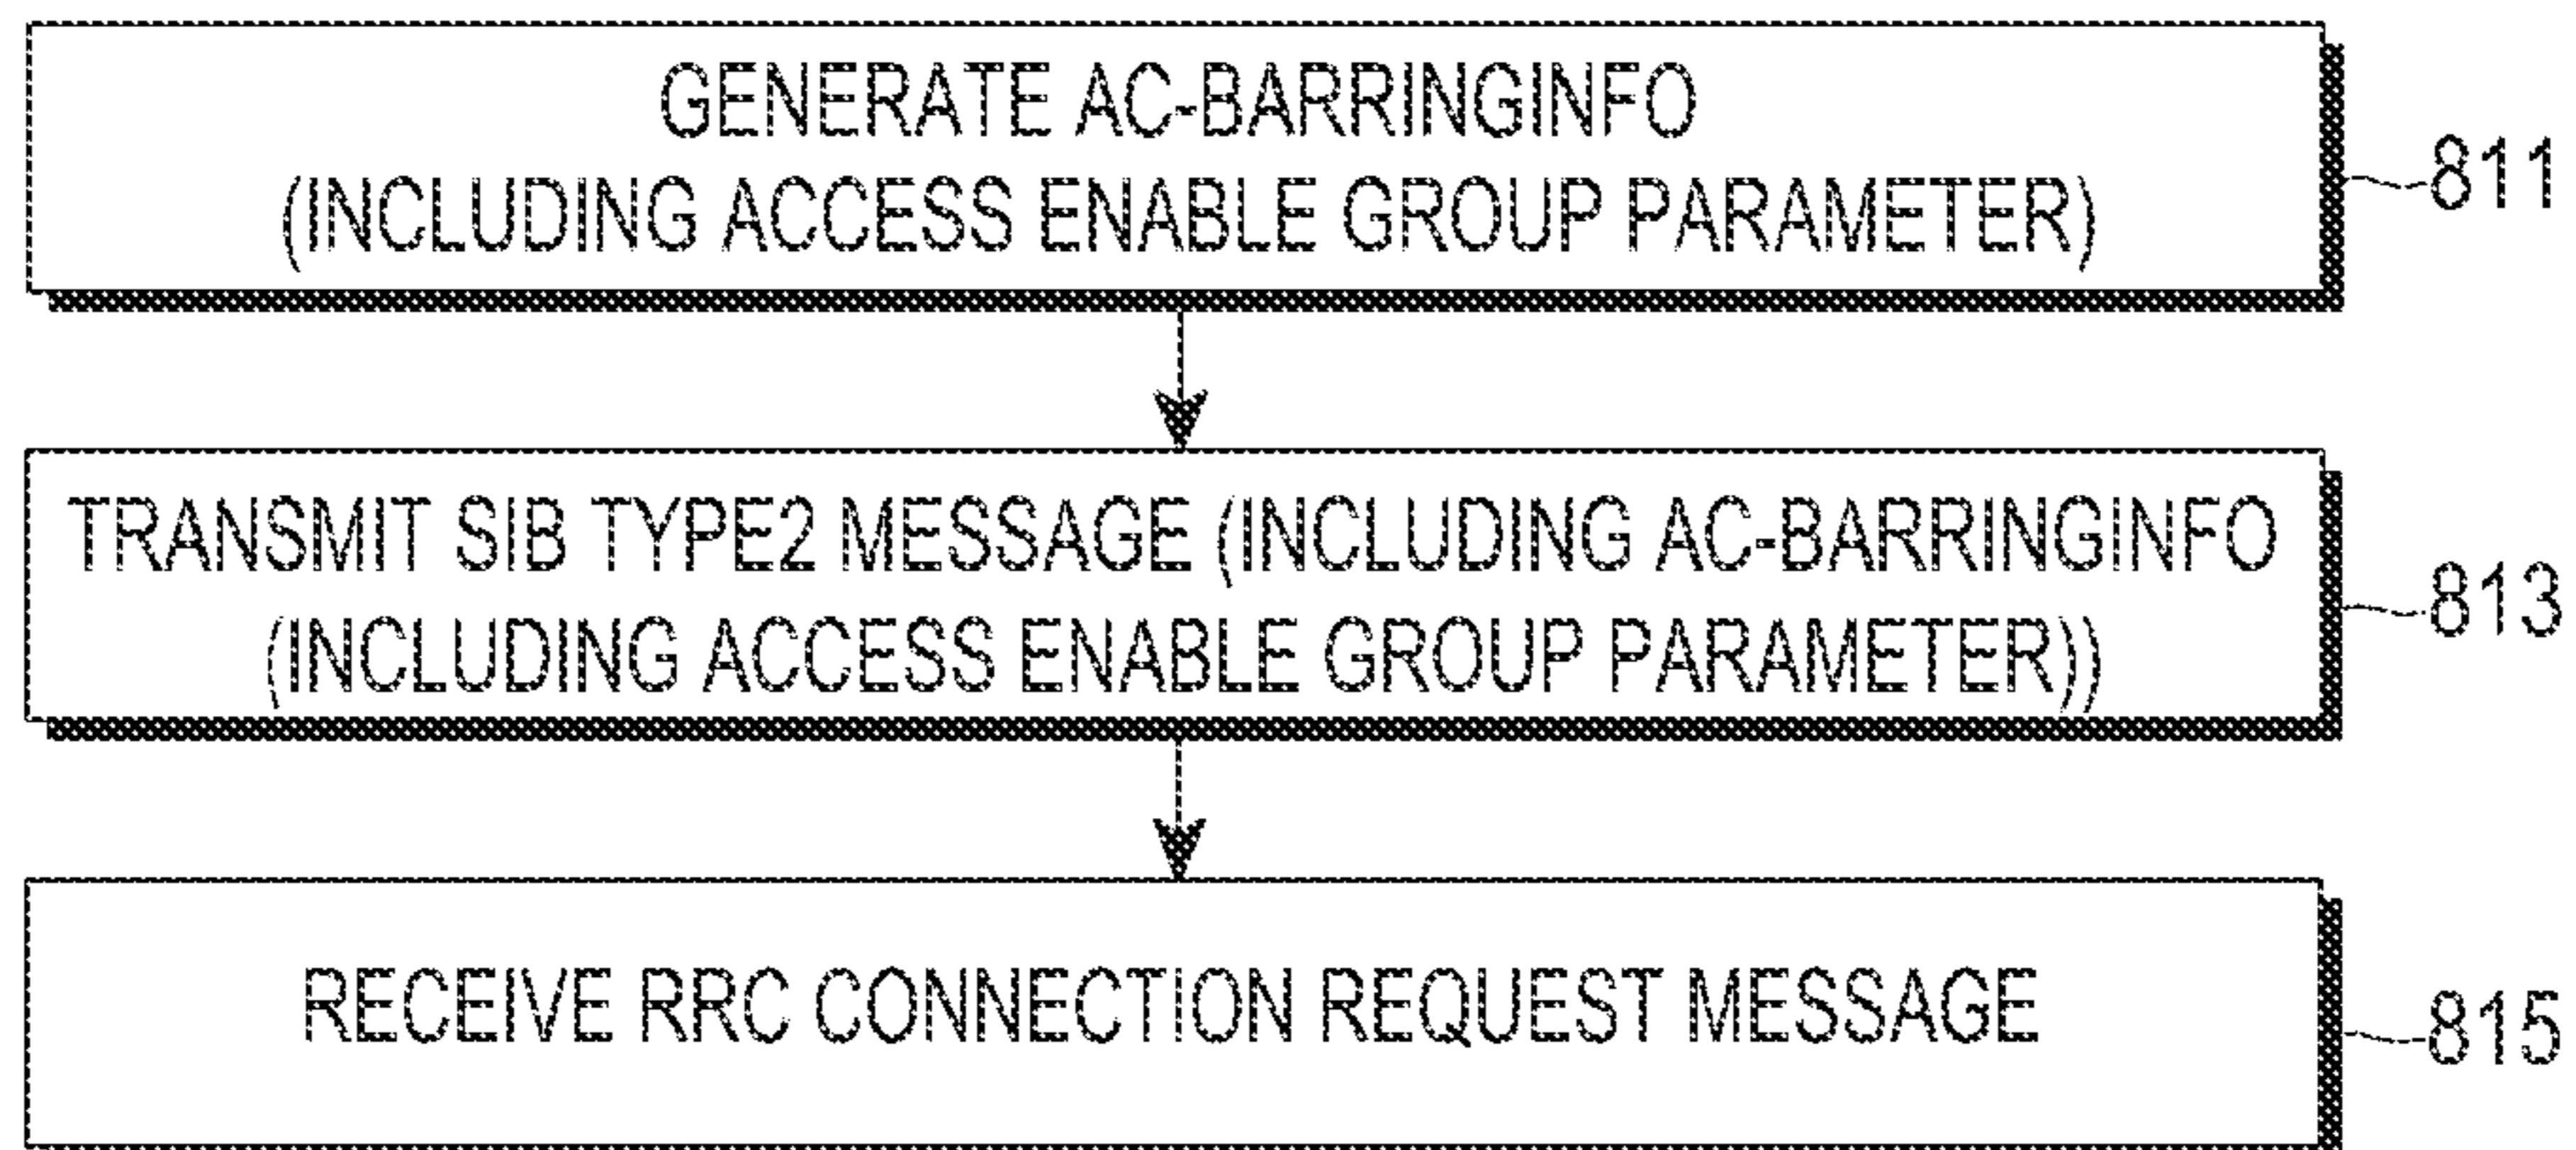 GENERATE AC-BARRINGINFO
(INCLUDING ACCESS ENABLE GROUP PARAMETER)
811
TRANSMIT SIB TYPE2 MESSAGE (INCLUDING AC-BARRINGINFO
(INCLUDING ACCESS ENABLE GROUP PARAMETER))
813
RECEIVE RRC CONNECTION REQUEST MESSAGE
815